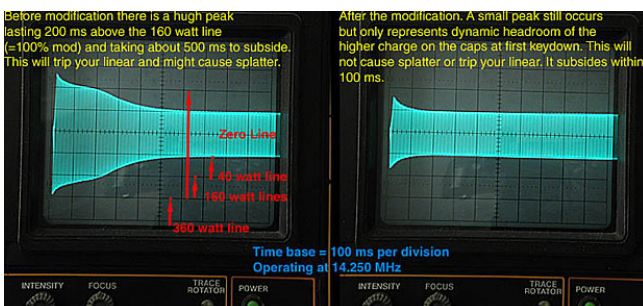 Before modification there is a hugh peak
lasting 200 ms above the 160 watt line
(=100% mod) and taking about 500 ms to subside.
This will trip your linear and might cause splatter.
After the modification. A small peak still occurs
but only represents dynamic headroom of the
higher charge on the caps at first keydown. This will
not cause splatter or trip your linear. It subsides within
100 ms.
Zero Line
40 watt line
160 watt lines
360 watt line
Time base = 100 ms per division
Operating at 14.250 MHz
INTENSITY
FOCUS
TRACE
ROTATOR
POWER
INTENSITY
FOCUS
TRACE
ROTATOR
POWER